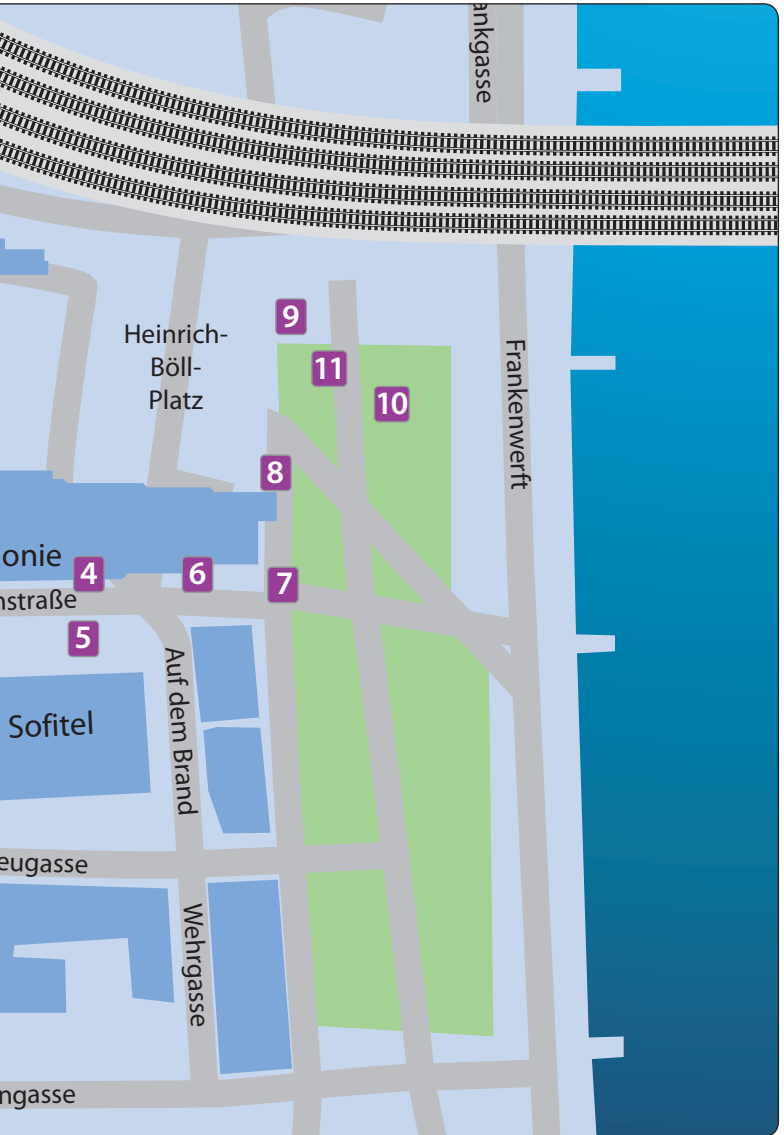 ankgasse
9
Heinrich-
Böll-
Platz
11
10
Frankenwerft
8
onie
4
6
7
nstraße
5
Auf dem Brand
Sofitel
eugasse
Wehrgasse
ngasse